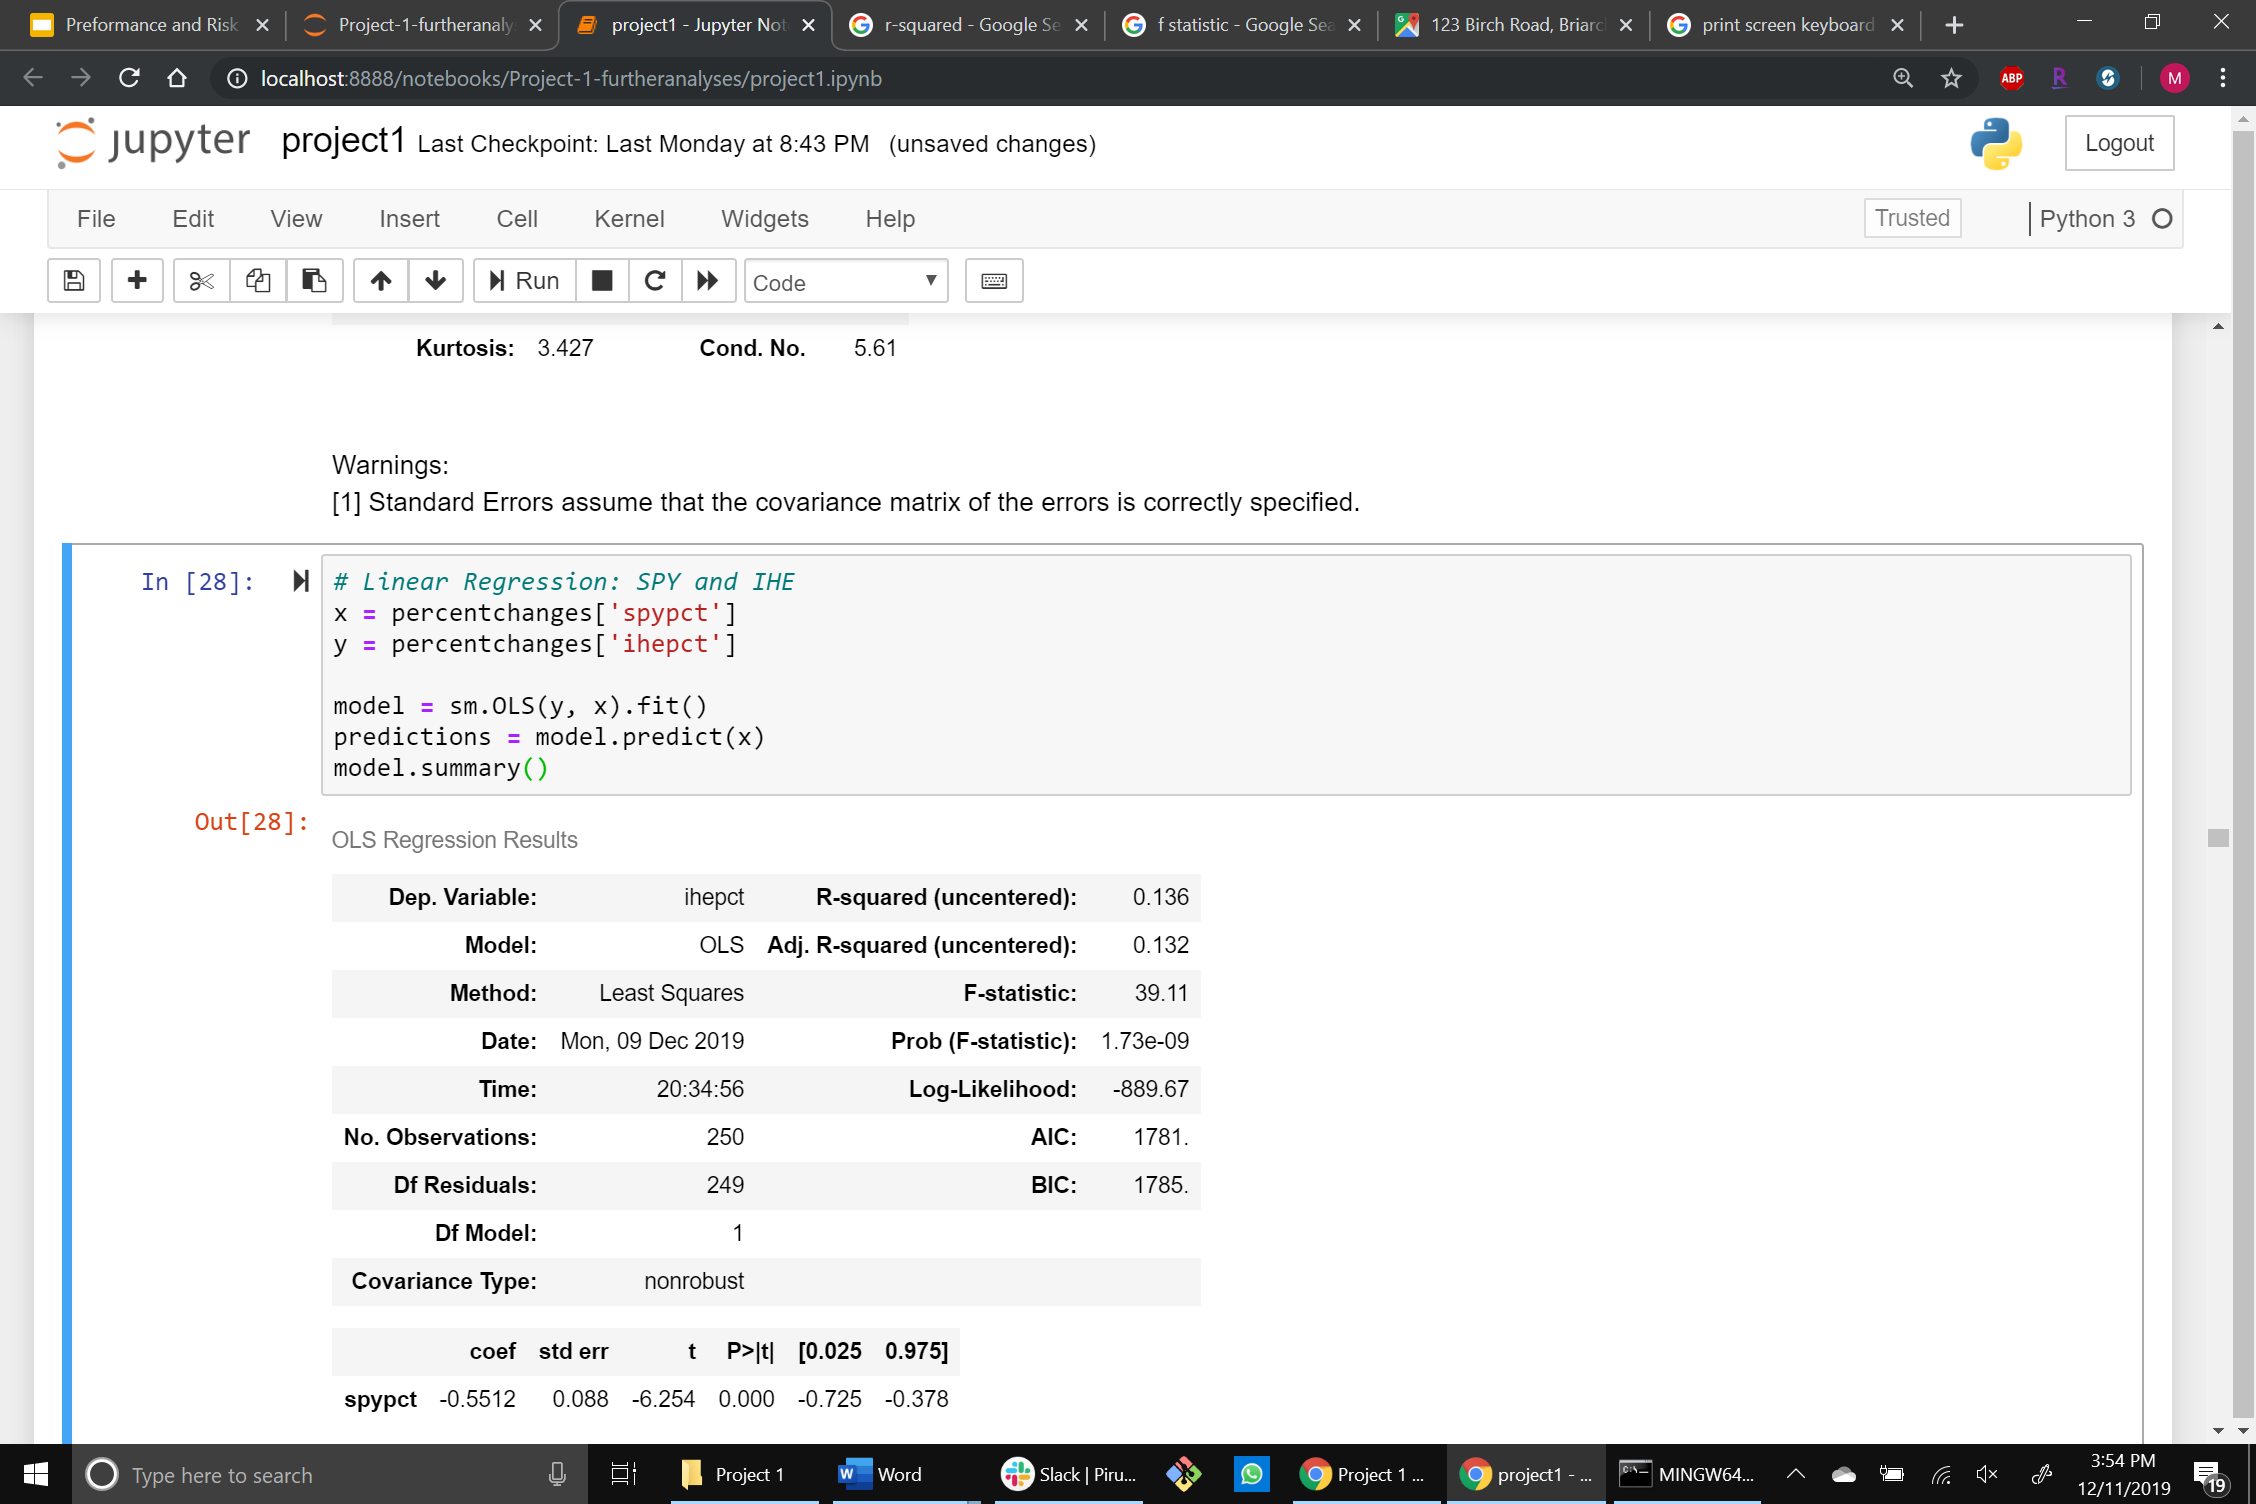 Preformance and Risk
Project-1-furtheranaly
project1 - Jupyter Not
r-squared - Google Se
f statistic - Google Sea
123 Birch Road, Briarc
print screen keyboard
localhost:8888/notebooks/Project-1-furtheranalyses/project1.ipynb
ABP
R
M
jupyter project1 Last Checkpoint: Last Monday at 8:43 PM (unsaved changes)
Logout
File Edit View Insert Cell Kernel Widgets Help
Trusted
Python 3
Run
Code
Kurtosis: 3.427 Cond. No. 5.61
Warnings:
[1] Standard Errors assume that the covariance matrix of the errors is correctly specified.
In [28]:
# Linear Regression: SPY and IHE
x = percentchanges['spypct']
y = percentchanges['ihepct']
model = sm.OLS(y, x).fit()
predictions = model.predict(x)
model.summary()
Out[28]:
OLS Regression Results
Dep. Variable: ihepct R-squared (uncentered): 0.136
Model: OLS Adj. R-squared (uncentered): 0.132
Method: Least Squares F-statistic: 39.11
Date: Mon, 09 Dec 2019 Prob (F-statistic): 1.73e-09
Time: 20:34:56 Log-Likelihood: -889.67
No. Observations: 250 AIC: 1781.
Df Residuals: 249 BIC: 1785.
Df Model: 1
Covariance Type: nonrobust
coef std err t P>|t| [0.025 0.975]
spypct -0.5512 0.088 -6.254 0.000 -0.725 -0.378
Type here to search
Project 1
W
Word
Slack | Piru...
Project 1 ...
project1 - ...
MINGW64...
3:54 PM
12/11/2019
19